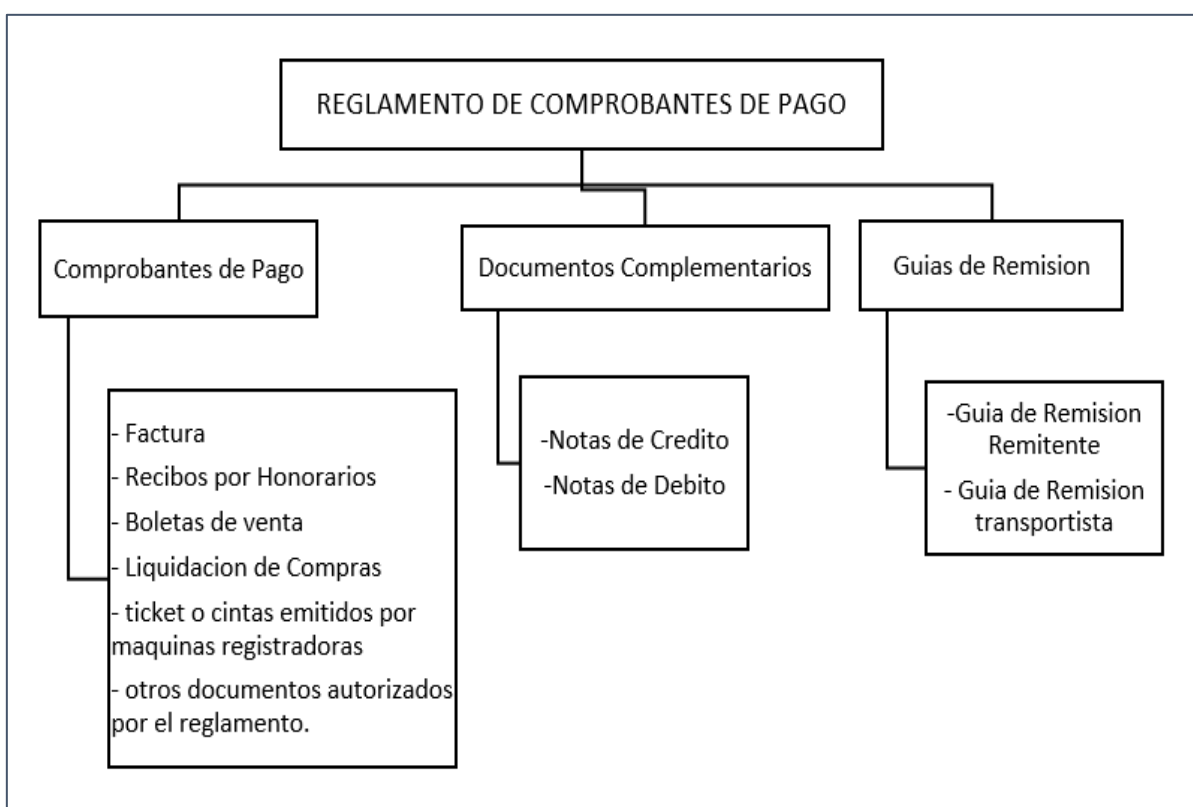 REGLAMENTO DE COMPROBANTES DE PAGO
Comprobantes de Pago
Documentos Complementarios
Guias de Remision
- Factura
- Recibos por Honorarios
- Boletas de venta
- Liquidacion de Compras
- ticket o cintas emitidos por
maquinas registradoras
- otros documentos autorizados
por el reglamento.
-Notas de Credito
-Notas de Debito
-Guia de Remision
Remitente
- Guia de Remision
transportista